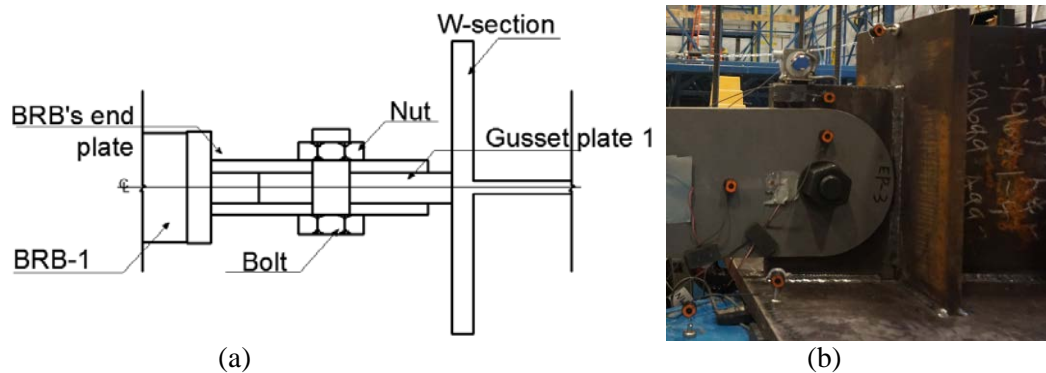 W-section
BRB's end
plate
Nut
Gusset plate 1
℄
BRB-1
Bolt
EP-3
(a)
(b)